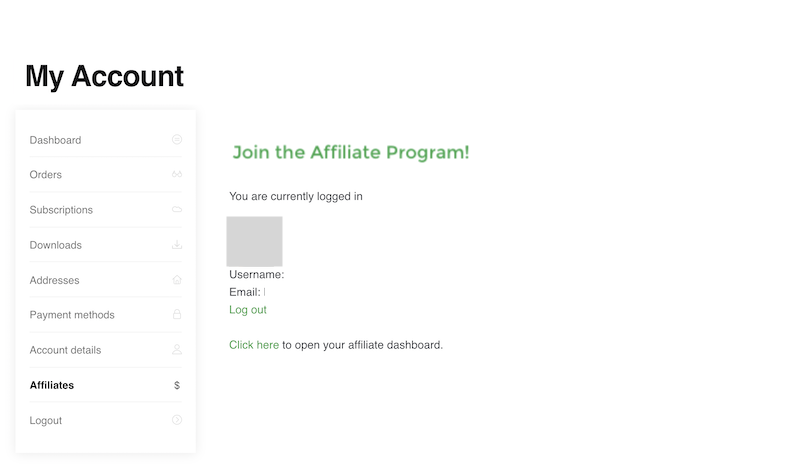 My Account
Dashboard
Orders
Subscriptions
Downloads
Addresses
Payment methods
Account details
Affiliates $
Logout
Join the Affiliate Program!
You are currently logged in
Username:
Email:
Log out
Click here to open your affiliate dashboard.